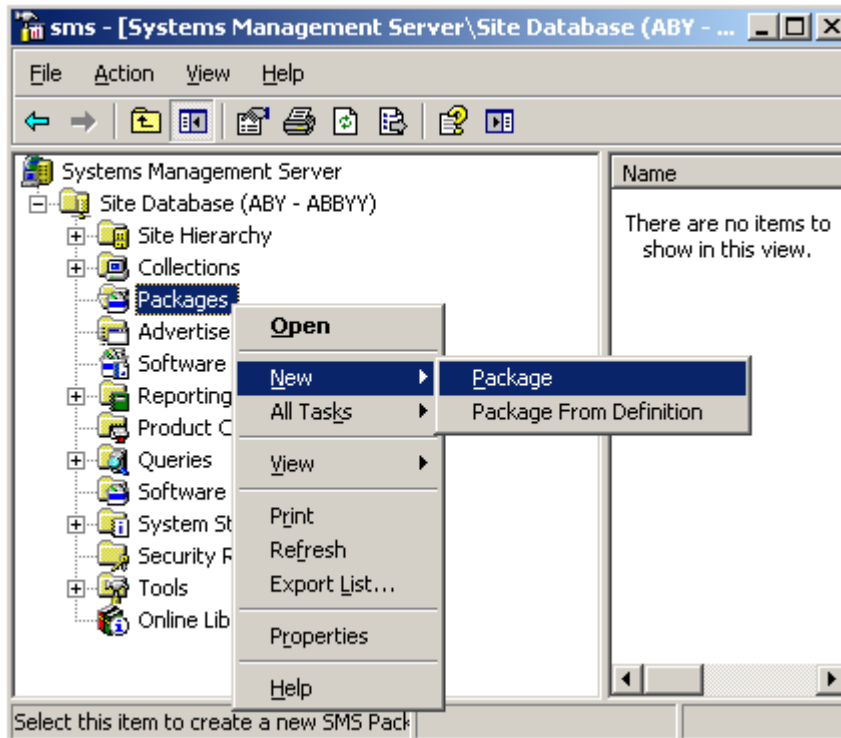 sms - [Systems Management Server\Site Database (ABY - ...
File Action View Help
Systems Management Server
Name
Site Database (ABY - ABBYY)
There are no items to
show in this view.
Site Hierarchy
Collections
Packages
Advertise
Software
Reporting
Product C
Queries
Software
System St
Security R
Tools
Online Lib
Open
New
All Tasks
View
Print
Refresh
Export List...
Properties
Help
Package
Package From Definition
Select this item to create a new SMS Pack